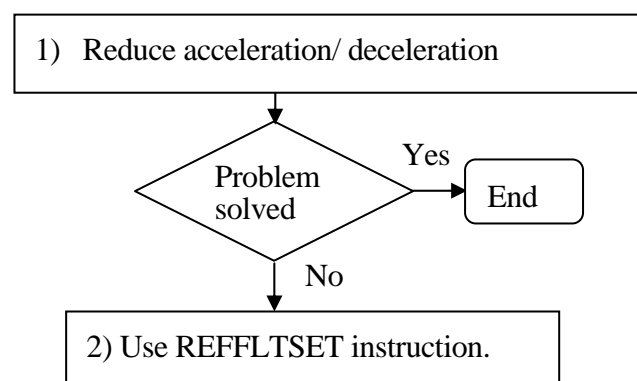 1) Reduce acceleration/ deceleration
Problem
solved
Yes
End
No
2) Use REFFLTSET instruction.